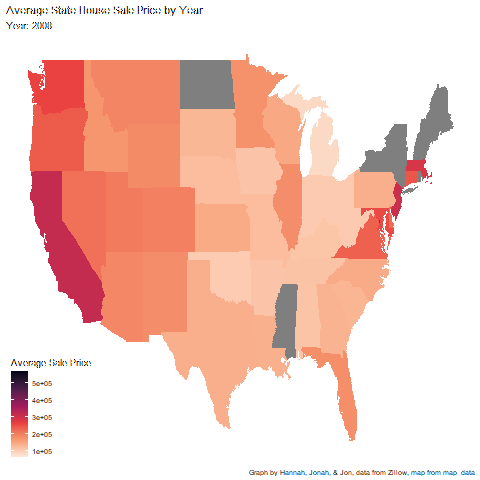 Average State House Sale Price by Year
Year: 2008
Average Sale Price
5e+05
4e+05
3e+05
2e+05
1e+05
Graph by Hannah, Jonah, & Jon, data from Zillow, map from map_data